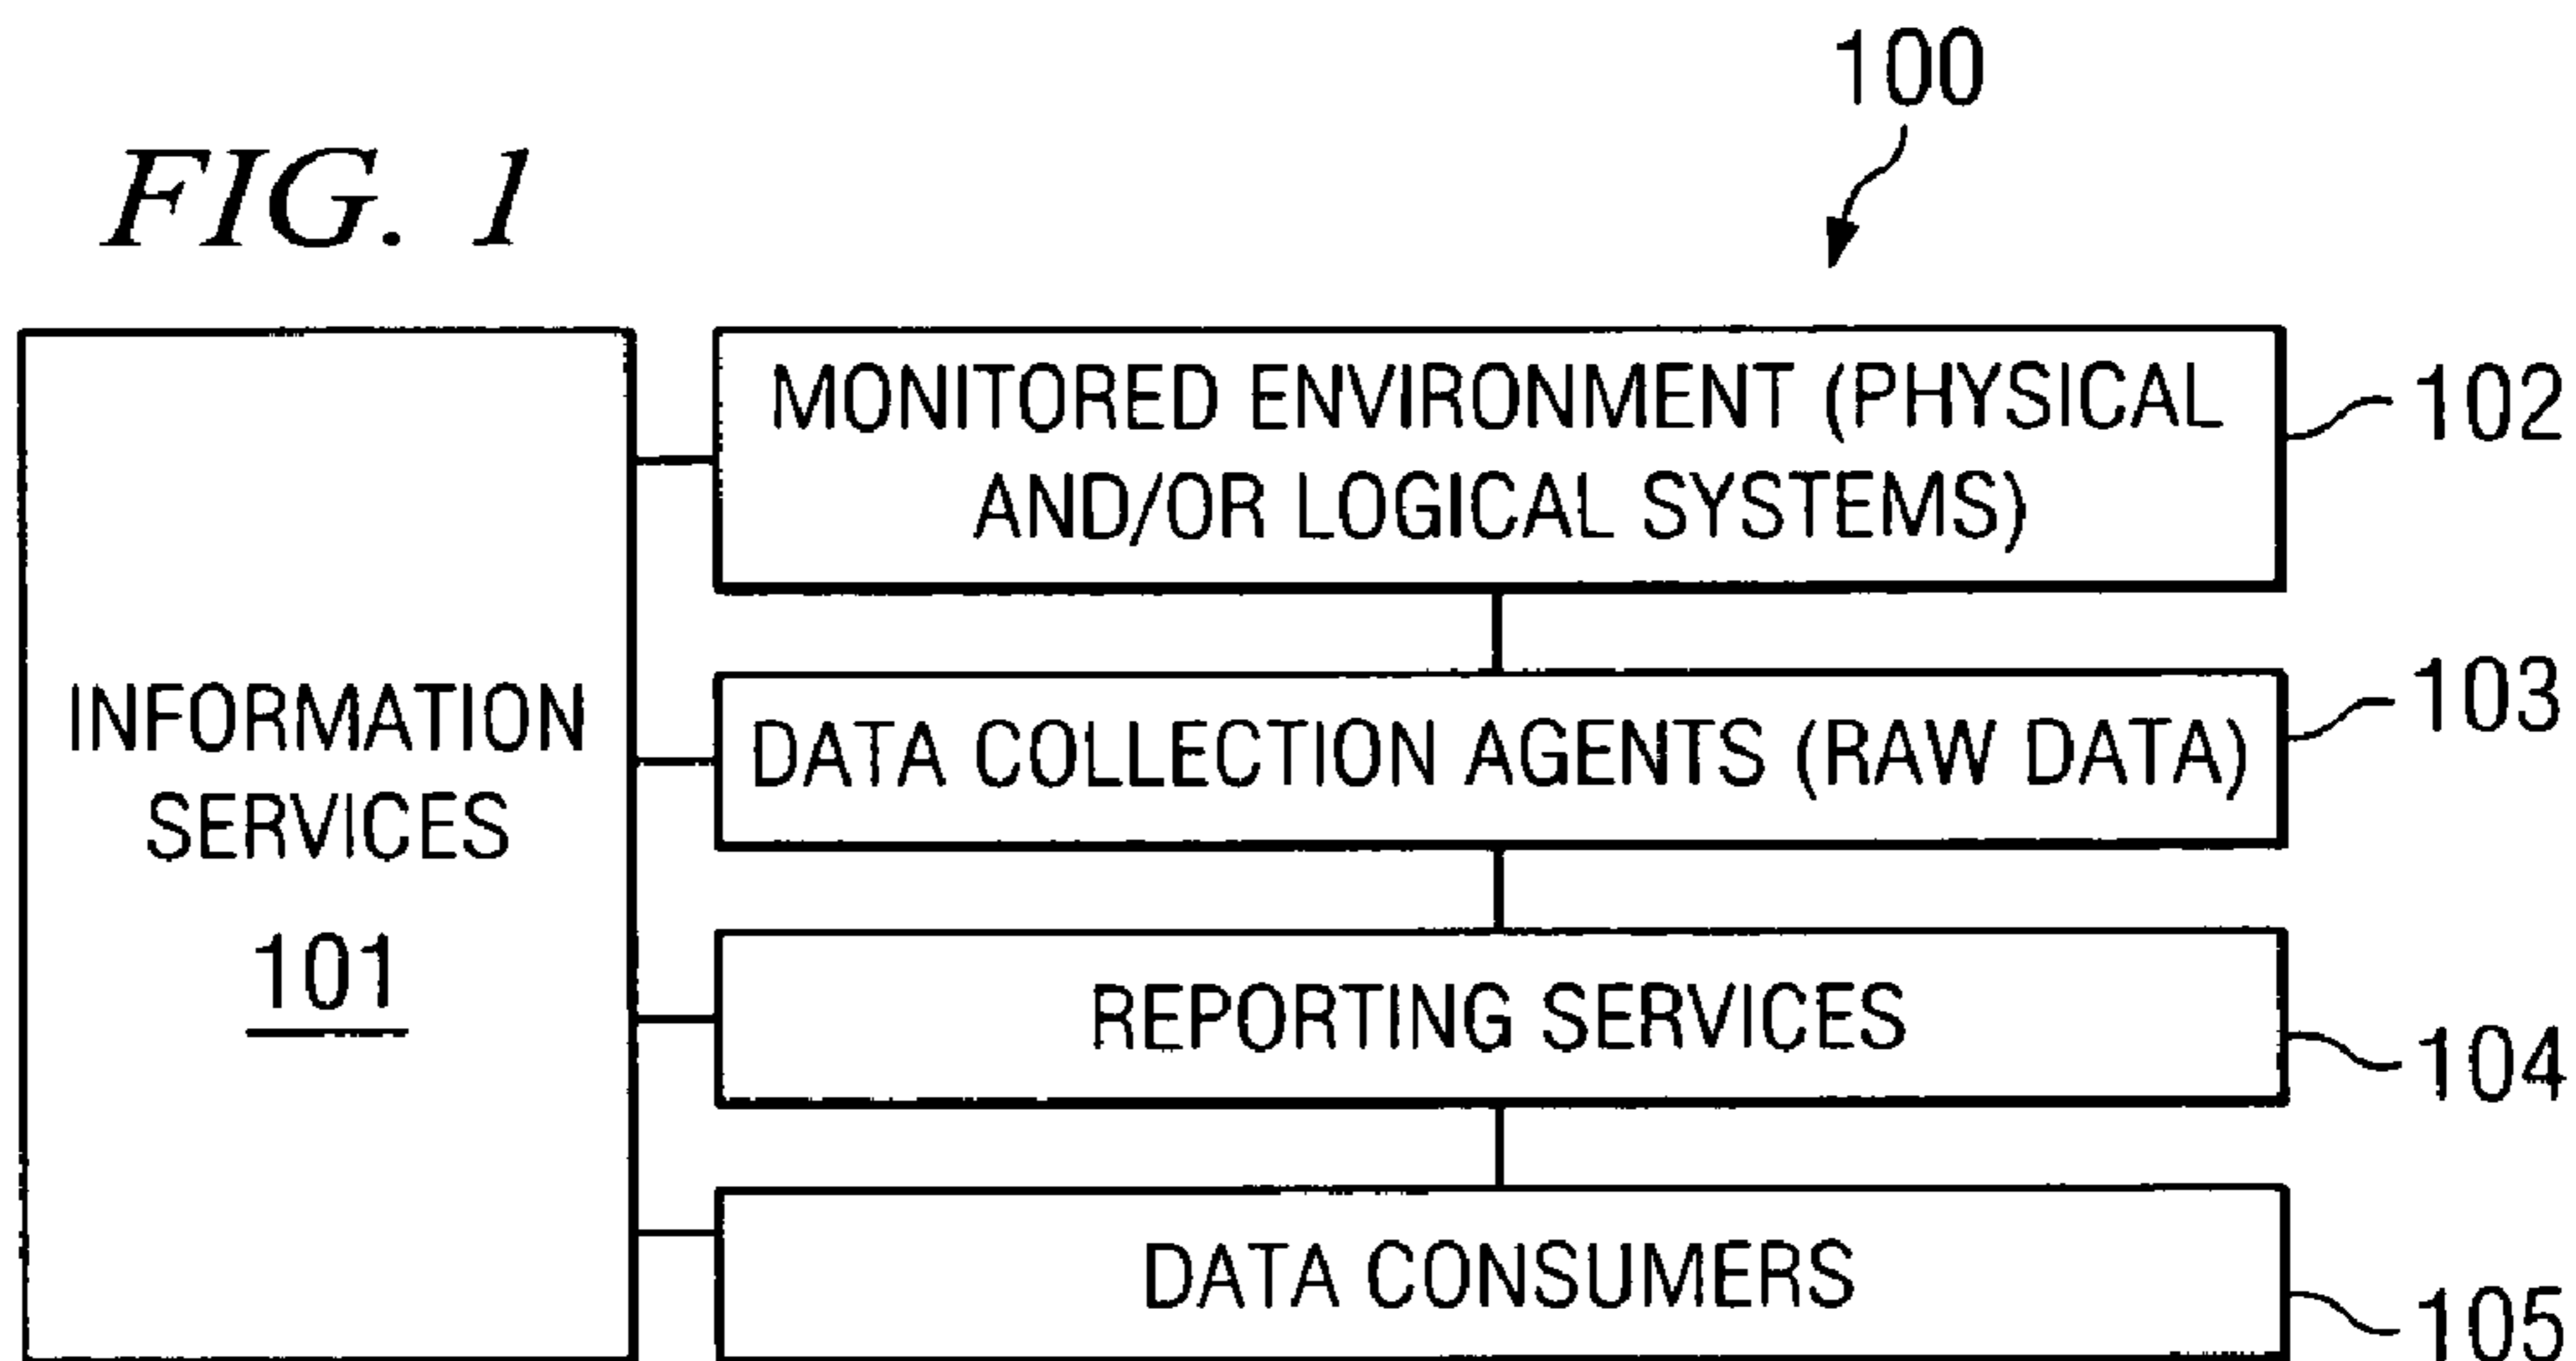 100
FIG. 1
MONITORED ENVIRONMENT (PHYSICAL
AND/OR LOGICAL SYSTEMS)
102
INFORMATION
SERVICES
101
DATA COLLECTION AGENTS (RAW DATA)
103
REPORTING SERVICES
104
DATA CONSUMERS
105